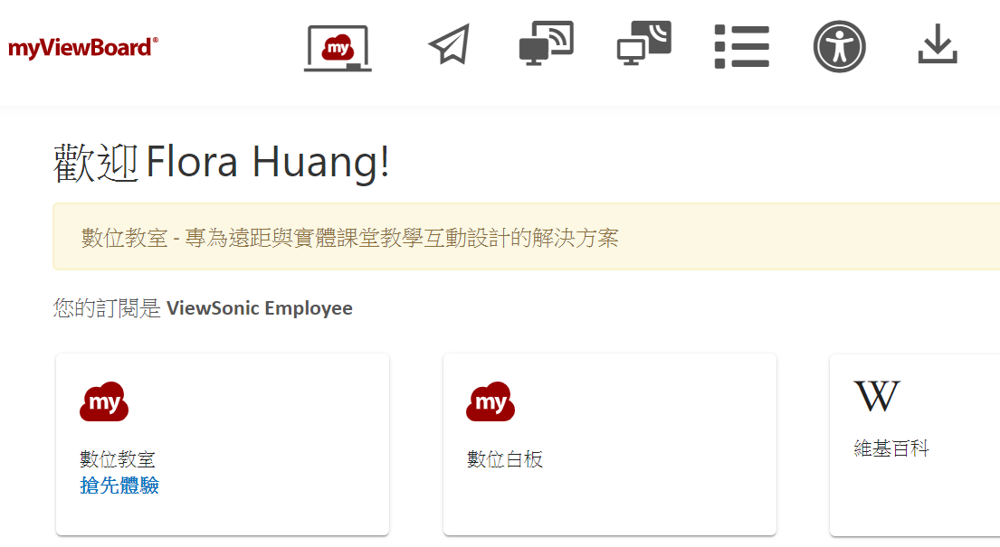 myViewBoard®
my
歡迎 Flora Huang!
數位教室 - 專為遠距與實體課堂教學互動設計的解決方案
您的訂閱是 ViewSonic Employee
my
數位教室
搶先體驗
my
數位白板
W
維基百科